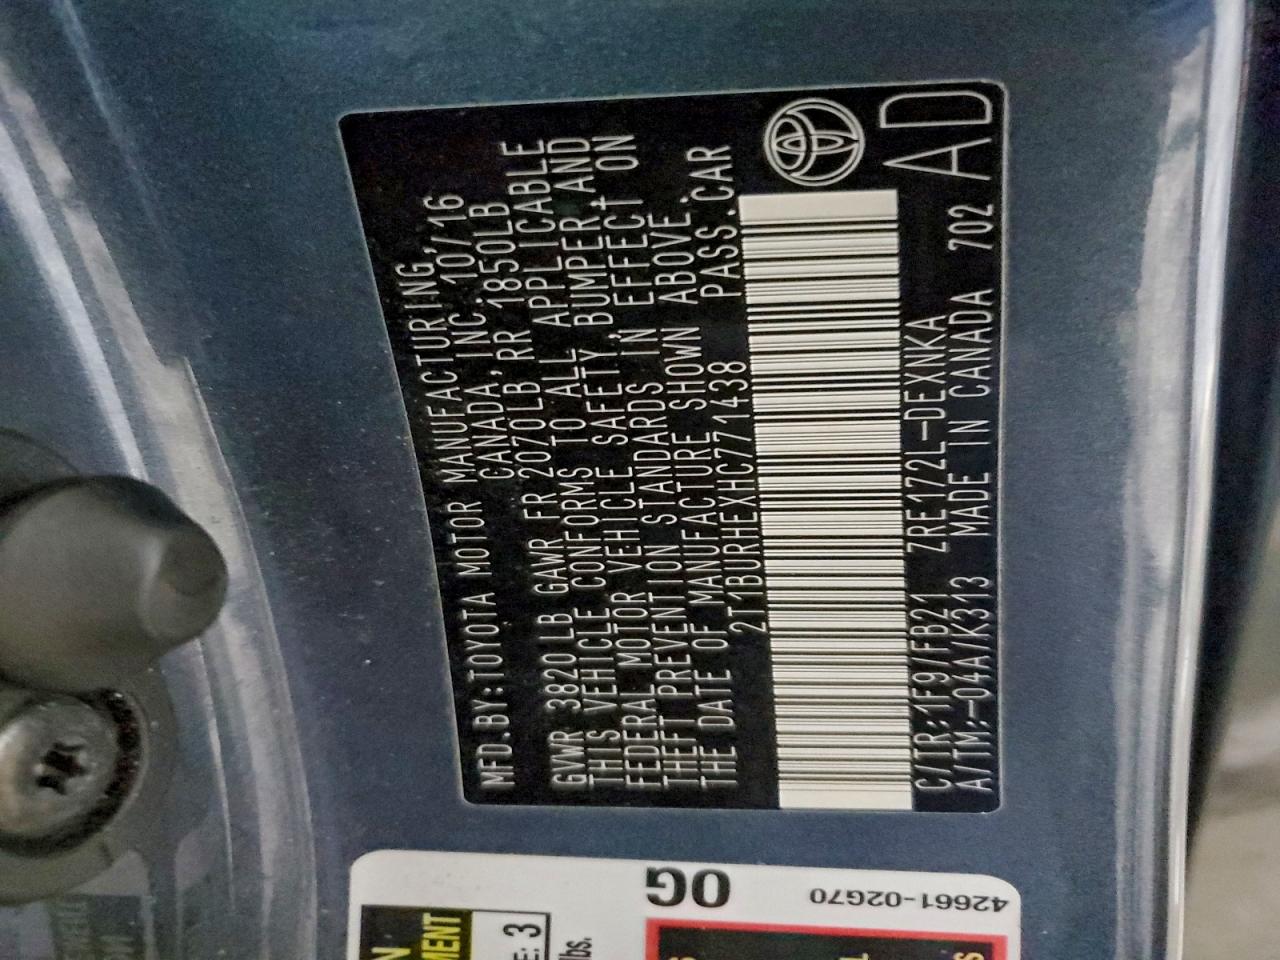 MFD.BY:TOYOTA MOTOR MANUFACTURING,
CANADA,INC. 10/16
GVWR 3820LB GAWR FR 2070LB,RR 1850LB
THIS VEHICLE CONFORMS TO ALL APPLICABLE
FEDERAL MOTOR VEHICLE SAFETY,BUMPER,AND
THEFT PREVENTION STANDARDS IN EFFECT ON
THE DATE OF MANUFACTURE SHOWN ABOVE.
2T1BURHEXHC771438 PASS.CAR
C/TR:1F9/FB21 ZRE172L-DEXNKA
A/TM:-04A/K313 MADE IN CANADA 702 AD
0G
42661-02G70
MENT
3
lbs.